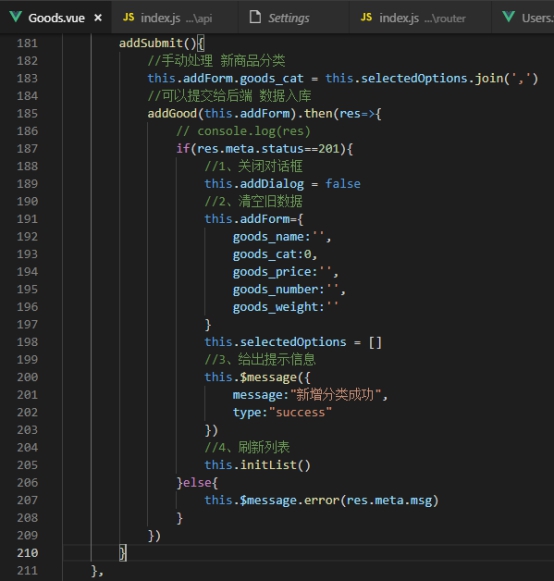 Goods.vue × JS index.js ...\api Settings JS index.js ...\router Users.
181 addSubmit(){
182 //手动处理 新商品分类
183 this.addForm.goods_cat = this.selectedOptions.join(',')
184 //可以提交给后端 数据入库
185 addGood(this.addForm).then(res=>{
186 // console.log(res)
187 if(res.meta.status==201){
188 //1、关闭对话框
189 this.addDialog = false
190 //2、清空旧数据
191 this.addForm={
192 goods_name:'',
193 goods_cat:0,
194 goods_price:'',
195 goods_number:'',
196 goods_weight:''
197 }
198 this.selectedOptions = []
199 //3、给出提示信息
200 this.$message({
201 message:"新增分类成功",
202 type:"success"
203 })
204 //4、刷新列表
205 this.initList()
206 }else{
207 this.$message.error(res.meta.msg)
208 }
209 })
210 }
211 },